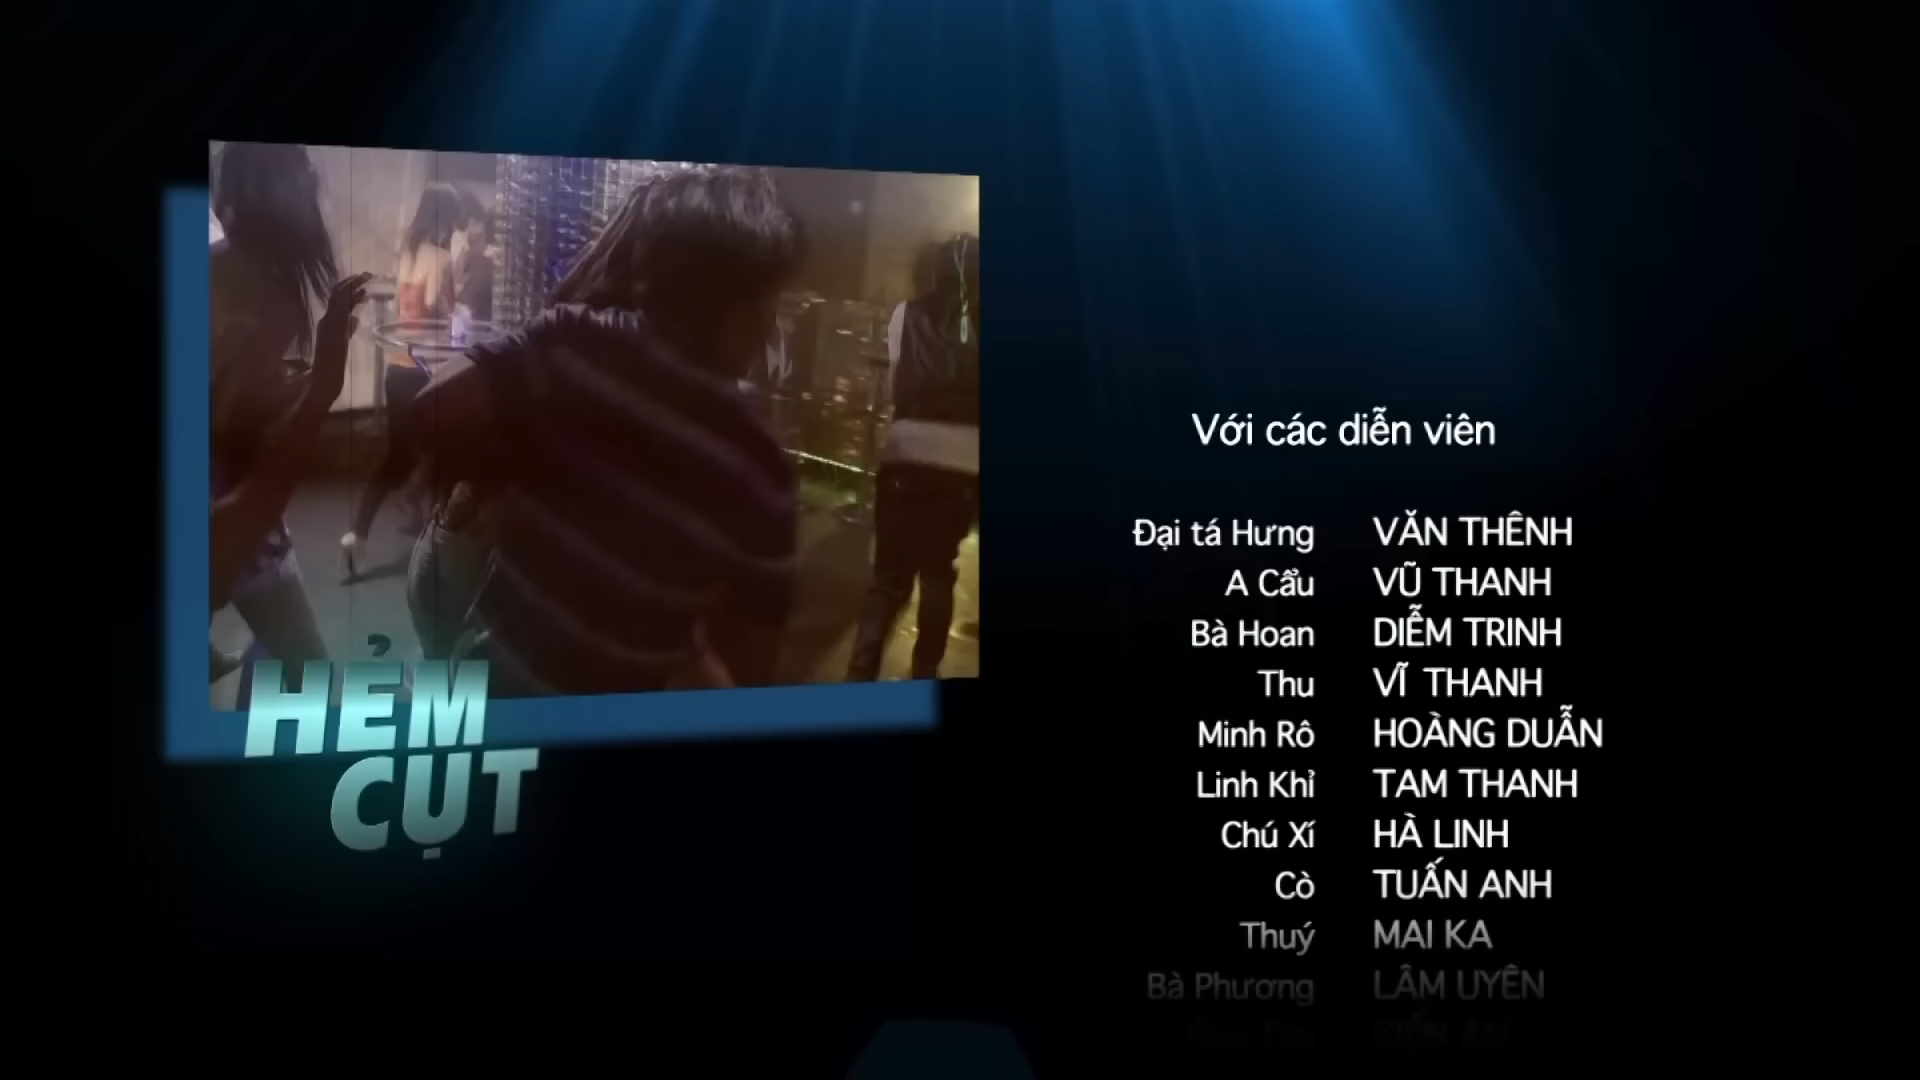 HẺM
CỤT
Với các diễn viên
Đại tá Hưng VĂN THÊNH
A Cẩu VŨ THANH
Bà Hoan DIỄM TRINH
Thu VĨ THANH
Minh Rô HOÀNG DUẪN
Linh Khỉ TAM THANH
Chú Xí HÀ LINH
Cò TUẤN ANH
Thuý MAI KA
Bà Phương LÂM UYÊN